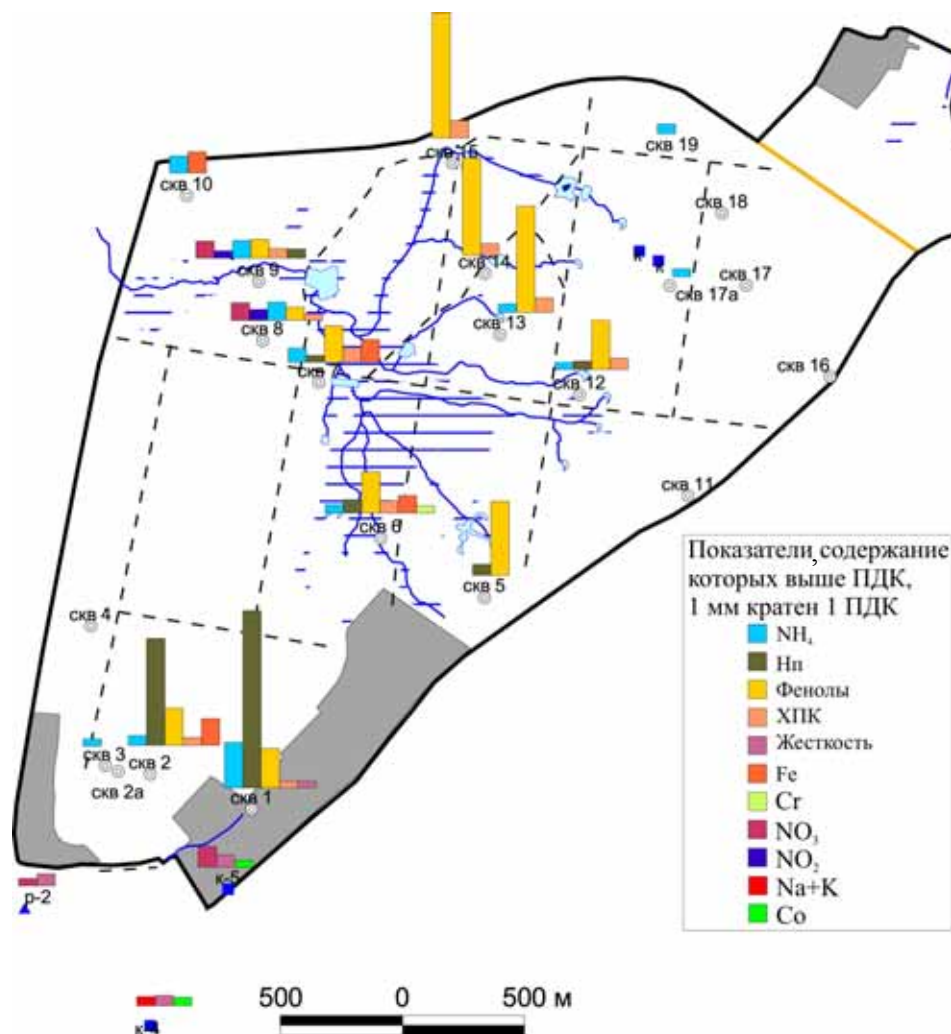 скв 15
скв 19
скв 10
скв 18
скв 14
скв 9
к
к
скв 17
скв 17а
скв 8
скв 13
скв 7
скв 12
скв 16
скв 11
скв 6
скв 5
скв 4
скв 3
скв 2
скв 2а
скв 1
к-5
р-2
к-4
Показатели,содержание
которых выше ПДК,
1 мм кратен 1 ПДК
NH₄
Нп
Фенолы
ХПК
Жесткость
Fe
Cr
NO₃
NO₂
Na+K
Co
500 0 500 м